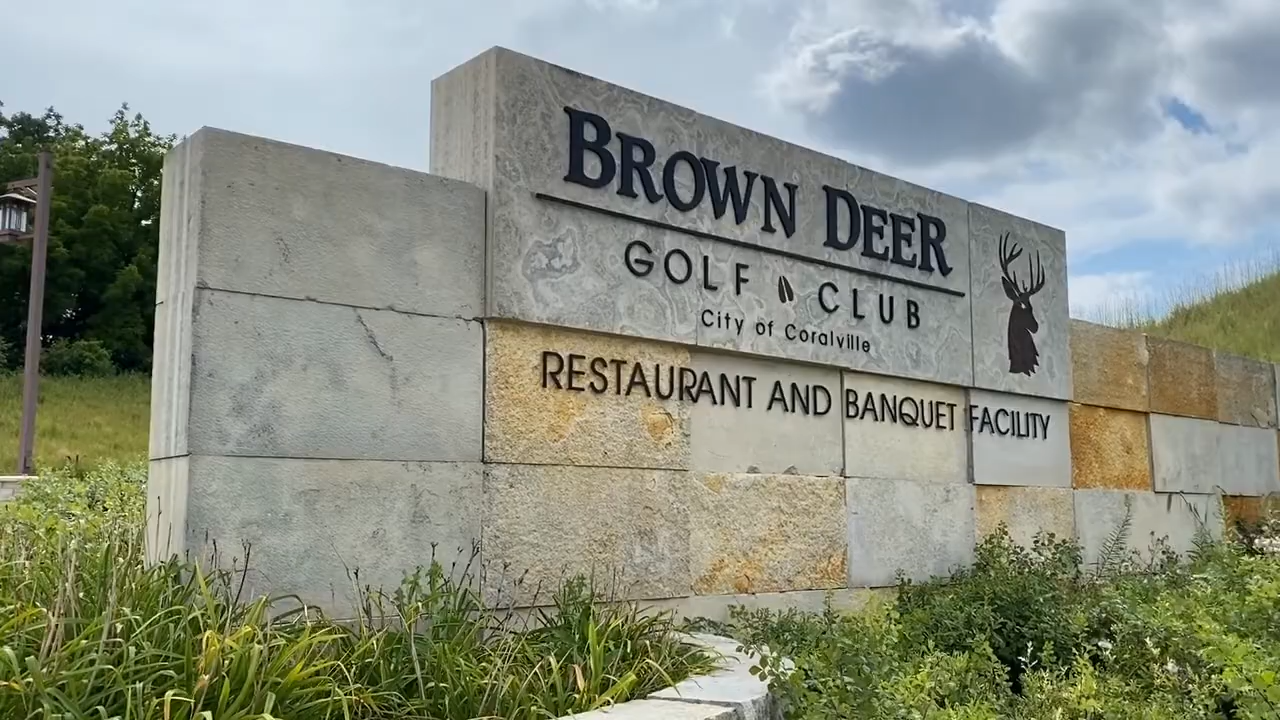 BROWN DEER
GOLF CLUB
City of Coralville
RESTAURANT AND BANQUET FACILITY